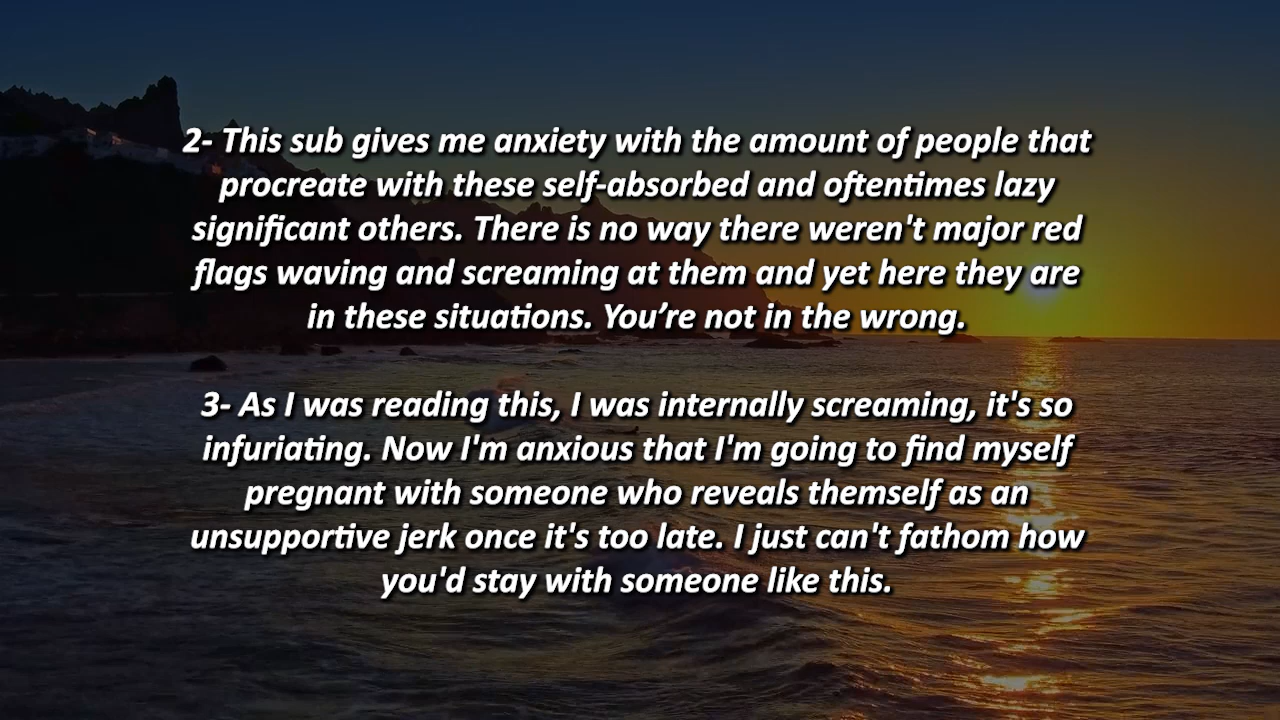 2- This sub gives me anxiety with the amount of people that
procreate with these self-absorbed and oftentimes lazy
significant others. There is no way there weren't major red
flags waving and screaming at them and yet here they are
in these situations. You’re not in the wrong.
3- As I was reading this, I was internally screaming, it's so
infuriating. Now I'm anxious that I'm going to find myself
pregnant with someone who reveals themself as an
unsupportive jerk once it's too late. I just can't fathom how
you'd stay with someone like this.